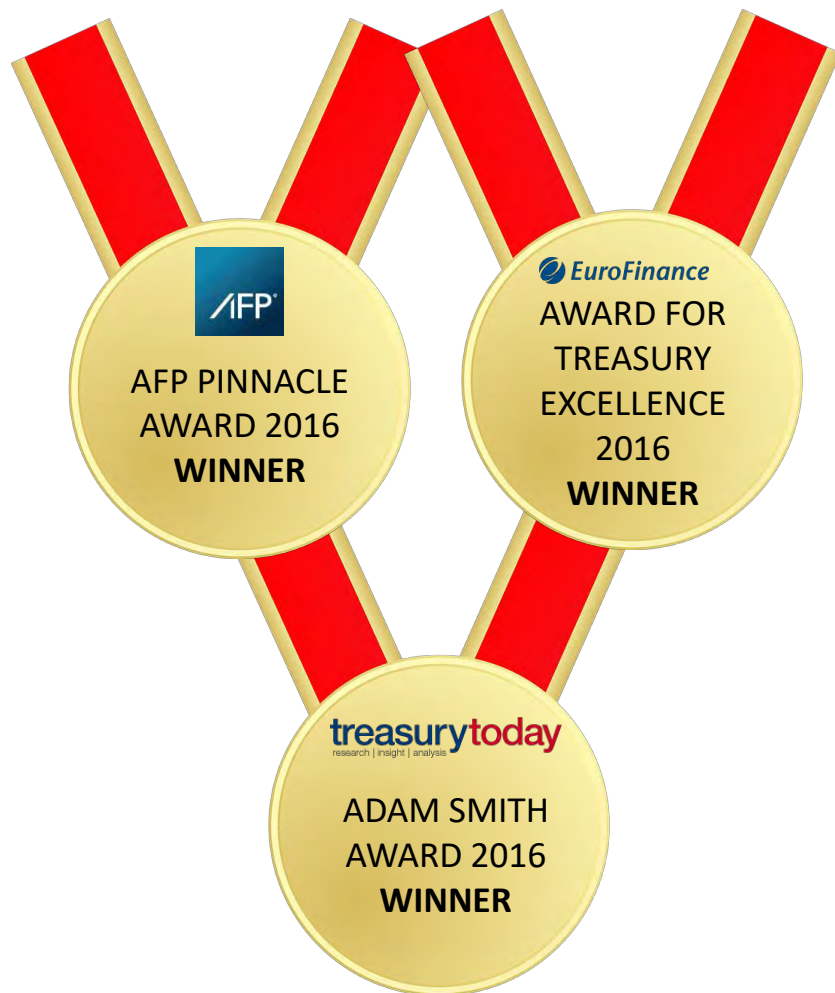 AFP®
AFP PINNACLE
AWARD 2016
WINNER
EuroFinance
AWARD FOR
TREASURY
EXCELLENCE
2016
WINNER
treasurytoday
research | insight | analysis
ADAM SMITH
AWARD 2016
WINNER